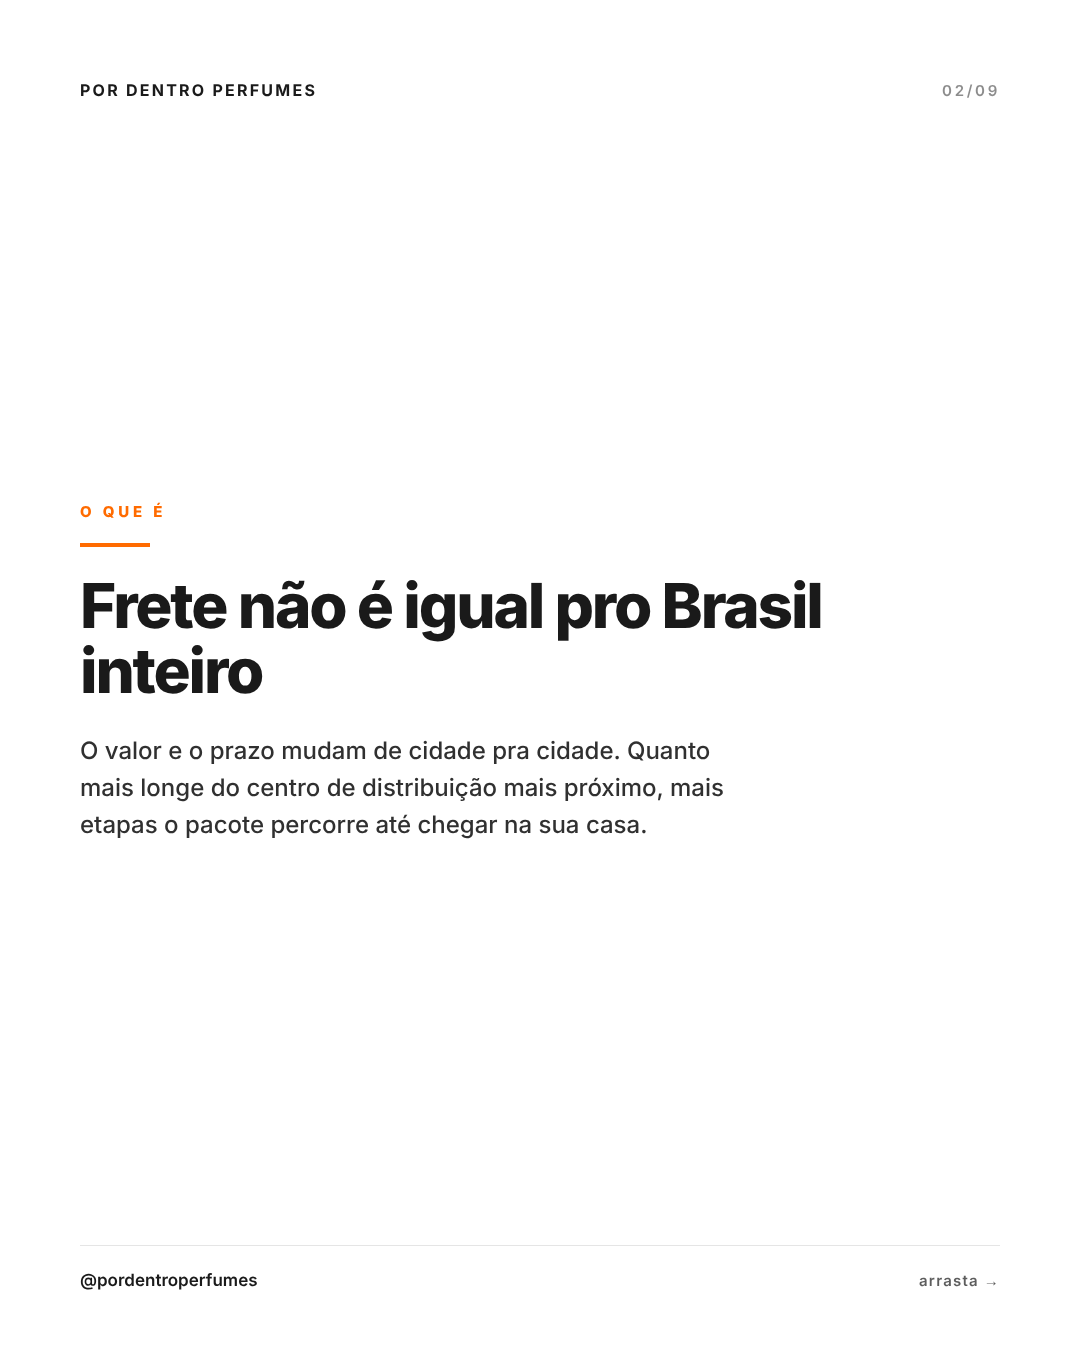 POR DENTRO PERFUMES
02/09
O QUE É
Frete não é igual pro Brasil
inteiro
O valor e o prazo mudam de cidade pra cidade. Quanto
mais longe do centro de distribuição mais próximo, mais
etapas o pacote percorre até chegar na sua casa.
@pordentroperfumes
arrasta →